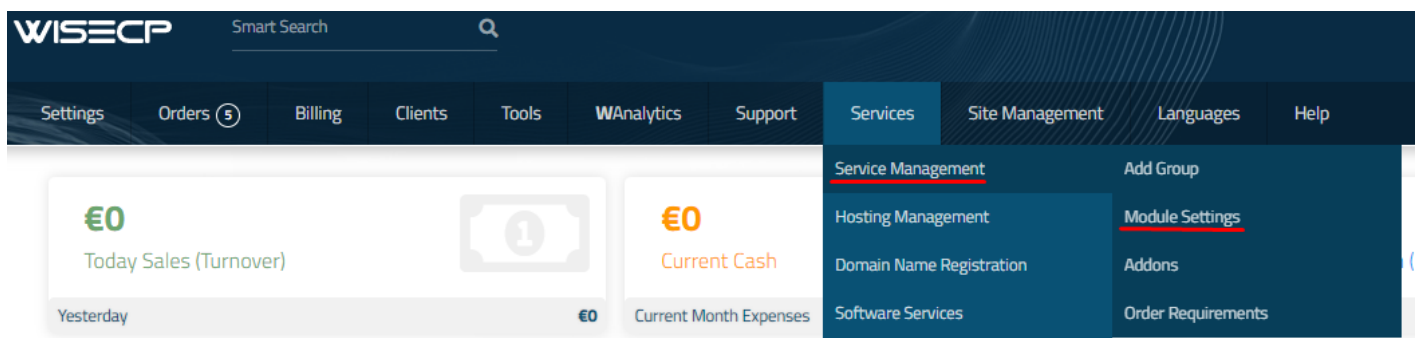 WISECP Smart Search
Settings Orders 5 Billing Clients Tools WAnalytics Support Services Site Management Languages Help
Service Management Add Group
€0 €0 Hosting Management Module Settings
Today Sales (Turnover) Current Cash Domain Name Registration Addons (
Yesterday €0 Current Month Expenses Software Services Order Requirements